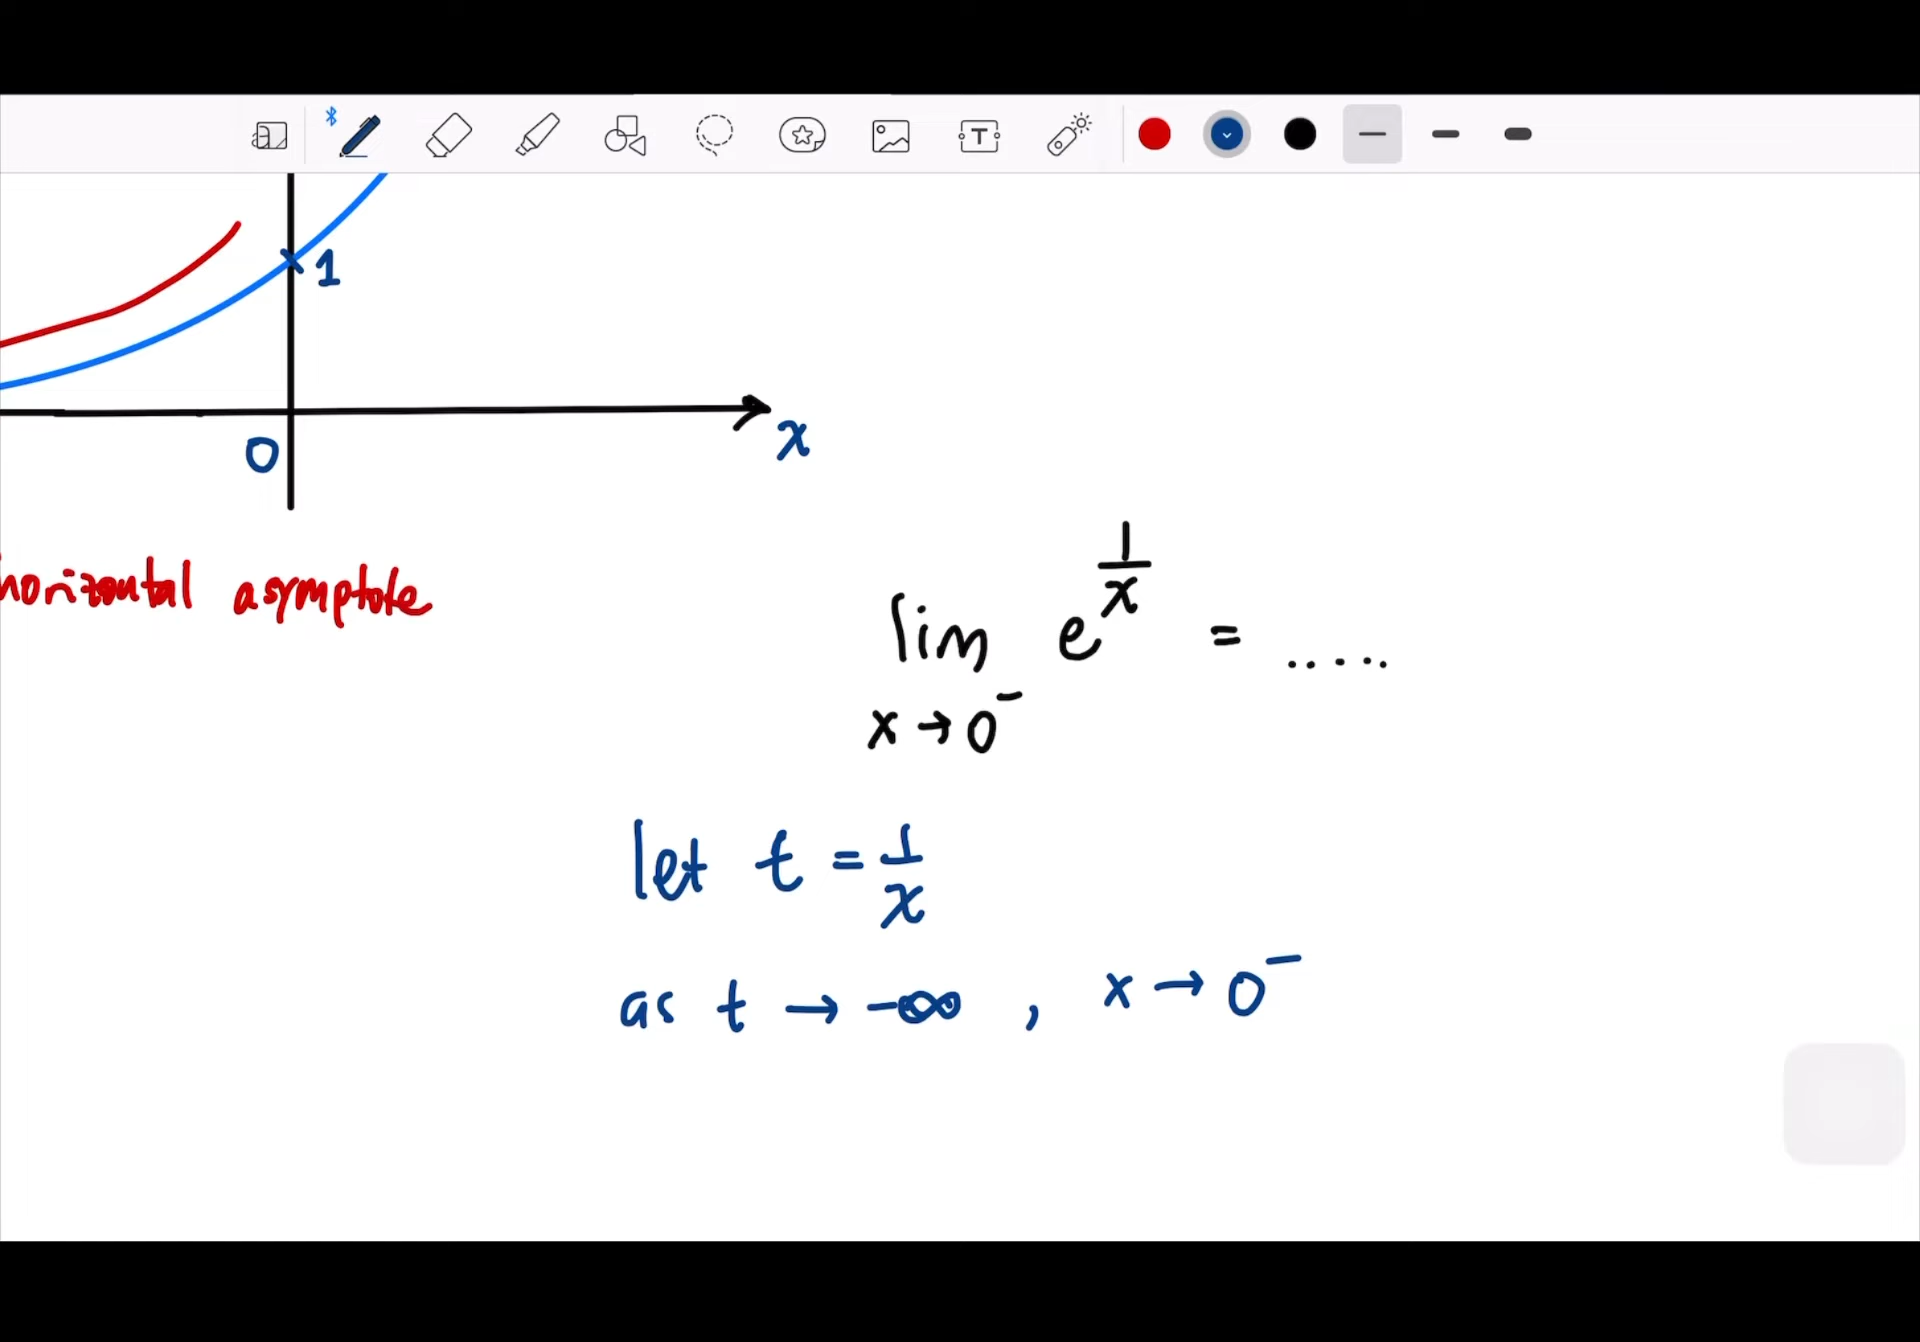 1
0
x
horizontal asymptote
lim e^{1/x} = .....
x → 0⁻
let t = 1/x
as t → -∞ , x → 0⁻